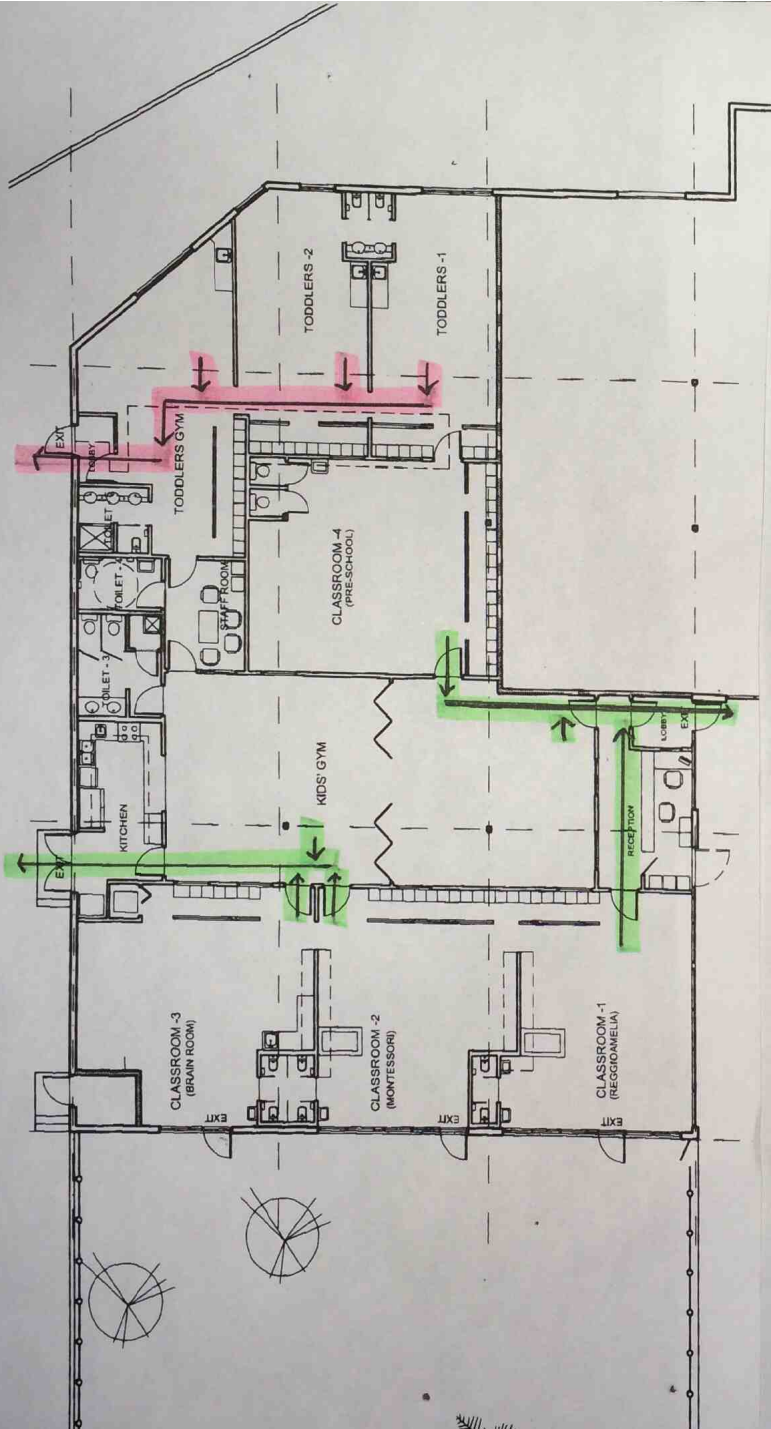 TODDLERS -2
TODDLERS -1
EXIT
LOBBY
TODDLERS GYM
TOILET
TOILET -
STAFF ROOM
CLASSROOM -4
(PRE-SCHOOL)
TOILET - 3
KITCHEN
KIDS' GYM
EXIT
LOBBY
EXIT
RECEPTION
CLASSROOM -3
(BRAIN ROOM)
CLASSROOM -2
(MONTESSORI)
CLASSROOM -1
(REGGIOAMELIA)
EXIT
EXIT
EXIT